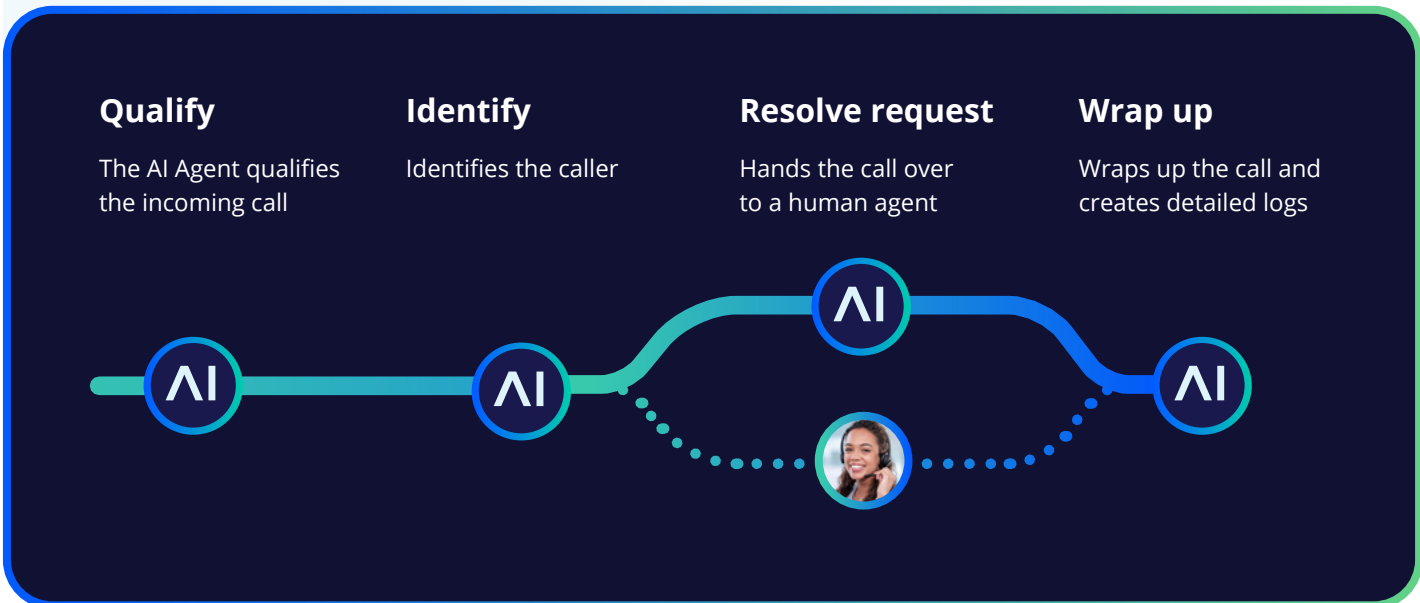 Qualify
The AI Agent qualifies
the incoming call
Identify
Identifies the caller
Resolve request
Hands the call over
to a human agent
Wrap up
Wraps up the call and
creates detailed logs
AI
AI
AI
AI